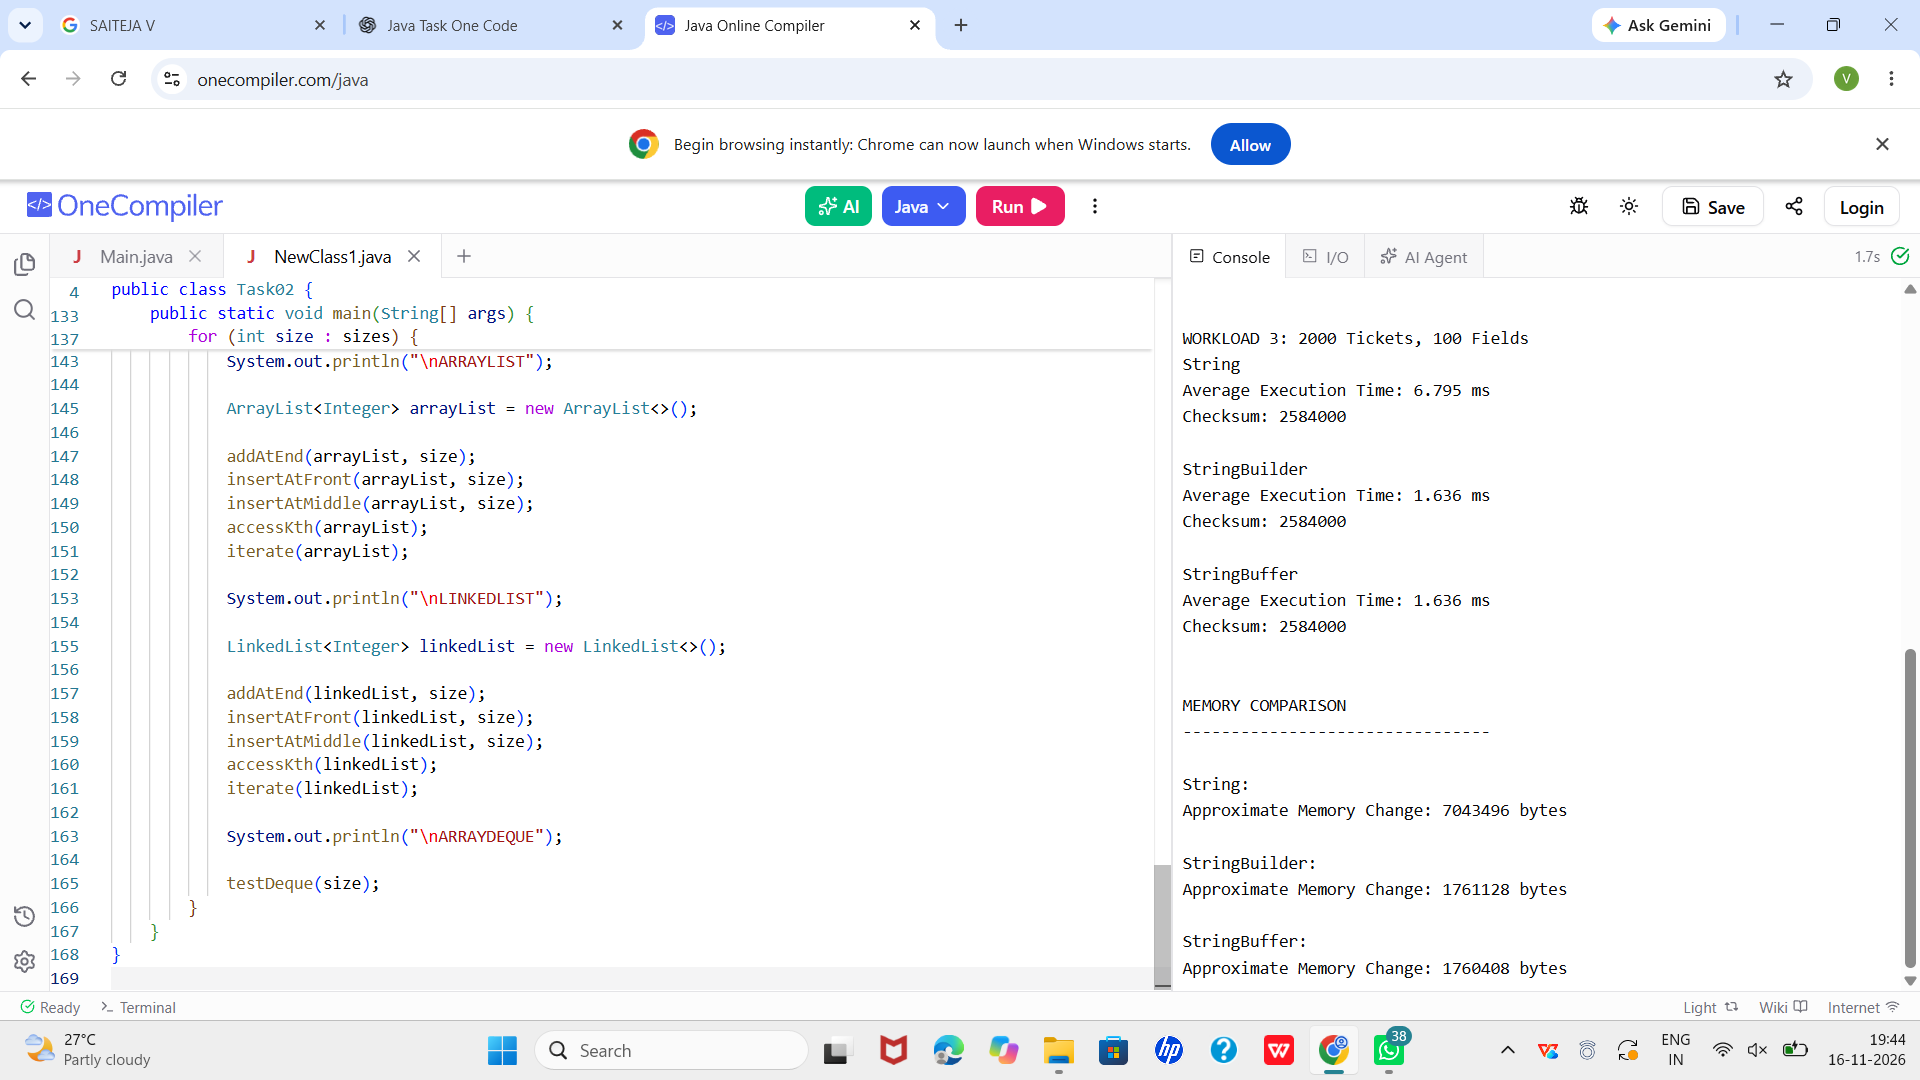 SAITEJA V
Java Task One Code
Java Online Compiler
Ask Gemini
onecompiler.com/java
V
Begin browsing instantly: Chrome can now launch when Windows starts.
Allow
</> OneCompiler
AI
Java
Run
Save
Login
Main.java
NewClass1.java
Console
I/O
AI Agent
1.7s
4 public class Task02 {
133 public static void main(String[] args) {
137 for (int size : sizes) {
143 System.out.println("\nARRAYLIST");
144
145 ArrayList<Integer> arrayList = new ArrayList<>();
146
147 addAtEnd(arrayList, size);
148 insertAtFront(arrayList, size);
149 insertAtMiddle(arrayList, size);
150 accessKth(arrayList);
151 iterate(arrayList);
152
153 System.out.println("\nLINKEDLIST");
154
155 LinkedList<Integer> linkedList = new LinkedList<>();
156
157 addAtEnd(linkedList, size);
158 insertAtFront(linkedList, size);
159 insertAtMiddle(linkedList, size);
160 accessKth(linkedList);
161 iterate(linkedList);
162
163 System.out.println("\nARRAYDEQUE");
164
165 testDeque(size);
166 }
167 }
168 }
169
WORKLOAD 3: 2000 Tickets, 100 Fields
String
Average Execution Time: 6.795 ms
Checksum: 2584000
StringBuilder
Average Execution Time: 1.636 ms
Checksum: 2584000
StringBuffer
Average Execution Time: 1.636 ms
Checksum: 2584000
MEMORY COMPARISON
--------------------------------
String:
Approximate Memory Change: 7043496 bytes
StringBuilder:
Approximate Memory Change: 1761128 bytes
StringBuffer:
Approximate Memory Change: 1760408 bytes
Ready
Terminal
Light
Wiki
Internet
27°C
Partly cloudy
Search
38
ENG
IN
19:44
16-11-2026